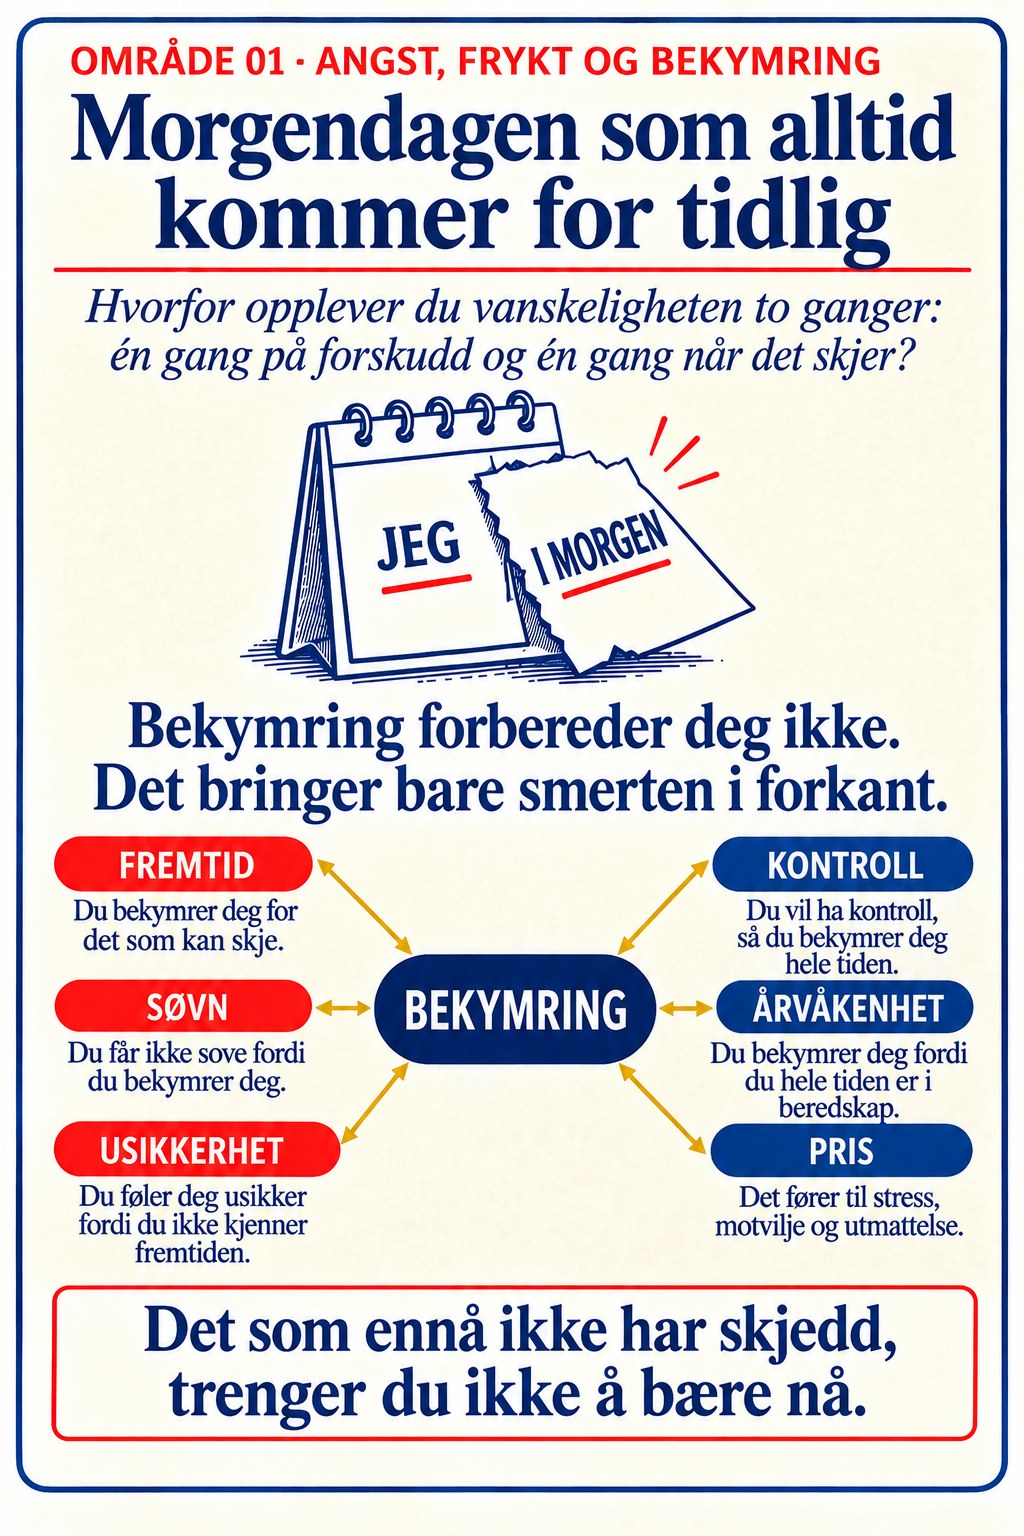 OMRÅDE 01 · ANGST, FRYKT OG BEKYMRING
Morgendagen som alltid
kommer for tidlig
Hvorfor opplever du vanskeligheten to ganger:
én gang på forskudd og én gang når det skjer?
JEG
I MORGEN
Bekymring forbereder deg ikke.
Det bringer bare smerten i forkant.
FREMTID
Du bekymrer deg for
det som kan skje.
SØVN
Du får ikke sove fordi
du bekymrer deg.
USIKKERHET
Du føler deg usikker
fordi du ikke kjenner
fremtiden.
BEKYMRING
KONTROLL
Du vil ha kontroll,
så du bekymrer deg
hele tiden.
ÅRVÅKENHET
Du bekymrer deg fordi
du hele tiden er i
beredskap.
PRIS
Det fører til stress,
motvilje og utmattelse.
Det som ennå ikke har skjedd,
trenger du ikke å bære nå.